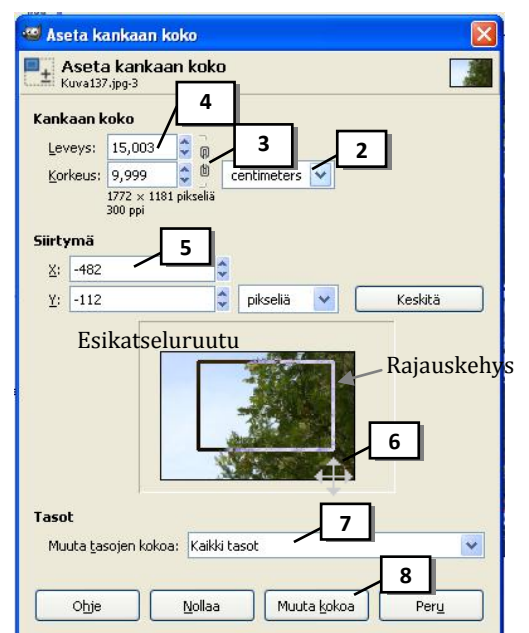 Aseta kankaan koko
Aseta kankaan koko
Kuva137.jpg-3
4
Kankaan koko
Leveys: 15,003
3
2
Korkeus: 9,999 centimeters
1772 × 1181 pikseliä
300 ppi
Siirtymä
5
X: -482
Y: -112 pikseliä Keskitä
Esikatseluruutu
Rajauskehys
6
Tasot
7
Muuta tasojen kokoa: Kaikki tasot
8
Ohje Nollaa Muuta kokoa Peru